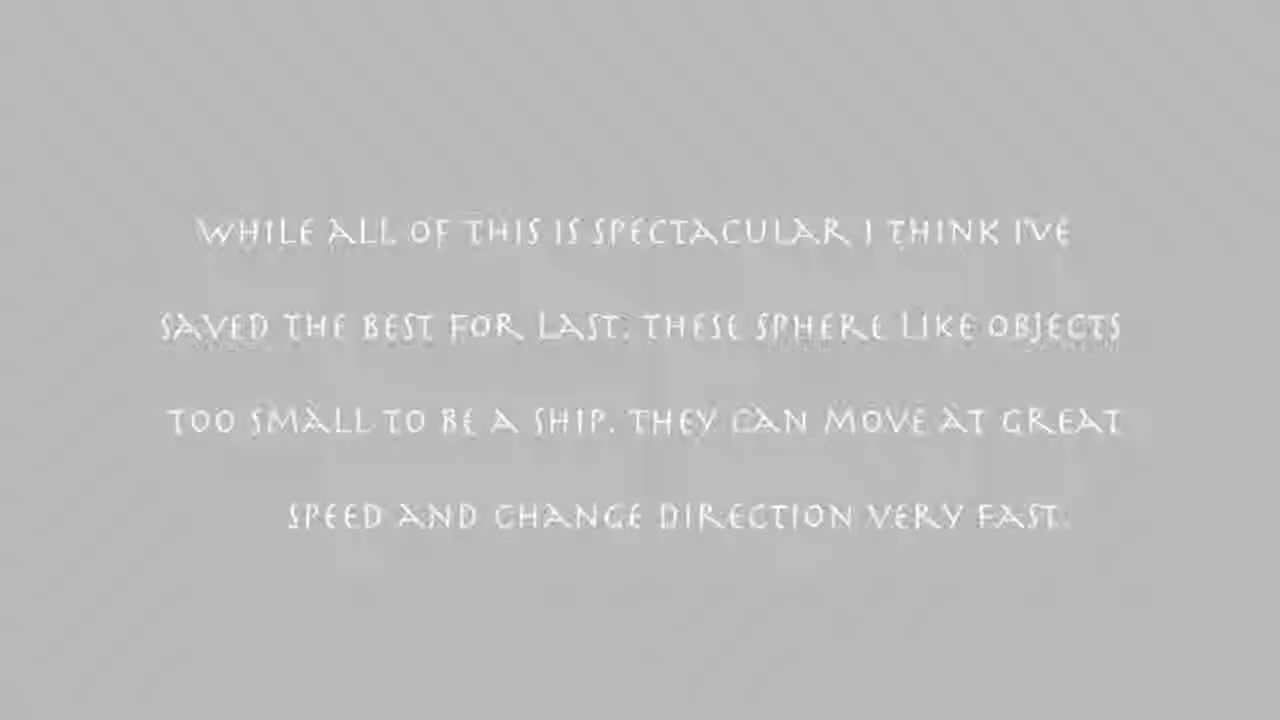 WHILE ALL OF THIS IS SPECTACULAR I THINK I'VE
SAVED THE BEST FOR LAST. THESE SPHERE LIKE OBJECTS
TOO SMALL TO BE A SHIP. THEY CAN MOVE AT GREAT
SPEED AND CHANGE DIRECTION VERY FAST.